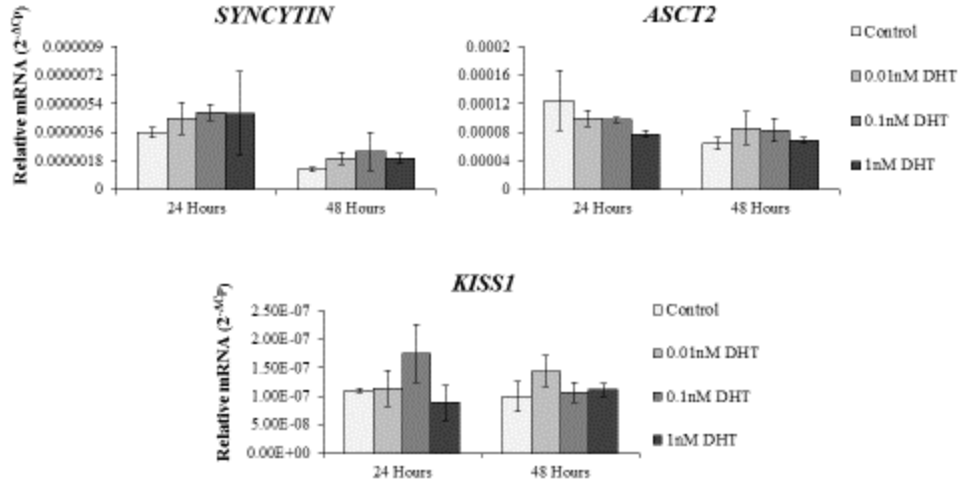 SYNCYTIN
Relative mRNA (2^-ΔCp)
0.000009
0.0000072
0.0000054
0.0000036
0.0000018
0
24 Hours
48 Hours
ASCT2
0.0002
0.00016
0.00012
0.00008
0.00004
0
24 Hours
48 Hours
Control
0.01nM DHT
0.1nM DHT
1nM DHT
KISS1
Relative mRNA (2^-ΔCp)
2.50E-07
2.00E-07
1.50E-07
1.00E-07
5.00E-08
0.00E+00
24 Hours
48 Hours
Control
0.01nM DHT
0.1nM DHT
1nM DHT